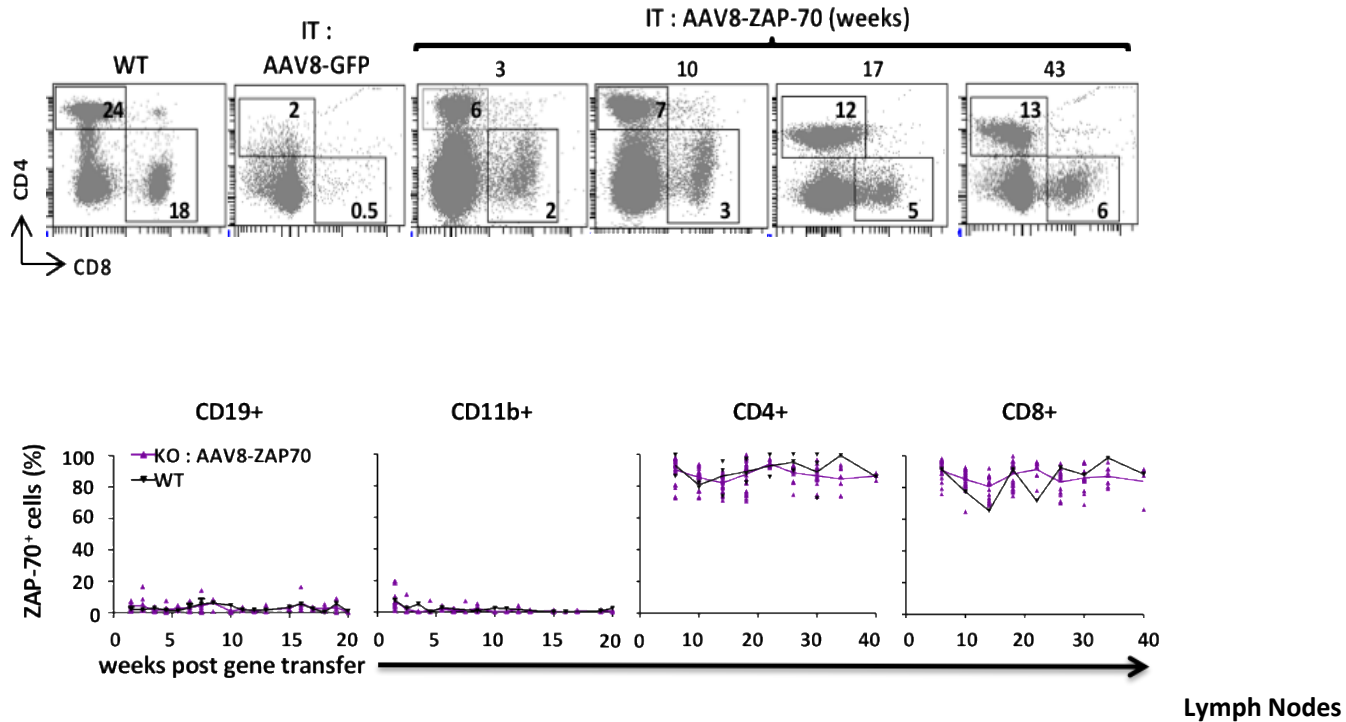 IT : AAV8-ZAP-70 (weeks)
IT :
WT AAV8-GFP 3 10 17 43
24 2 6 7 12 13
18 0.5 2 3 5 6
CD4
CD8
CD19+ CD11b+ CD4+ CD8+
ZAP-70+ cells (%)
KO : AAV8-ZAP70
WT
100
80
60
40
20
0
0 5 10 15 20 0 5 10 15 20 0 10 20 30 40 0 10 20 30 40
weeks post gene transfer
Lymph Nodes